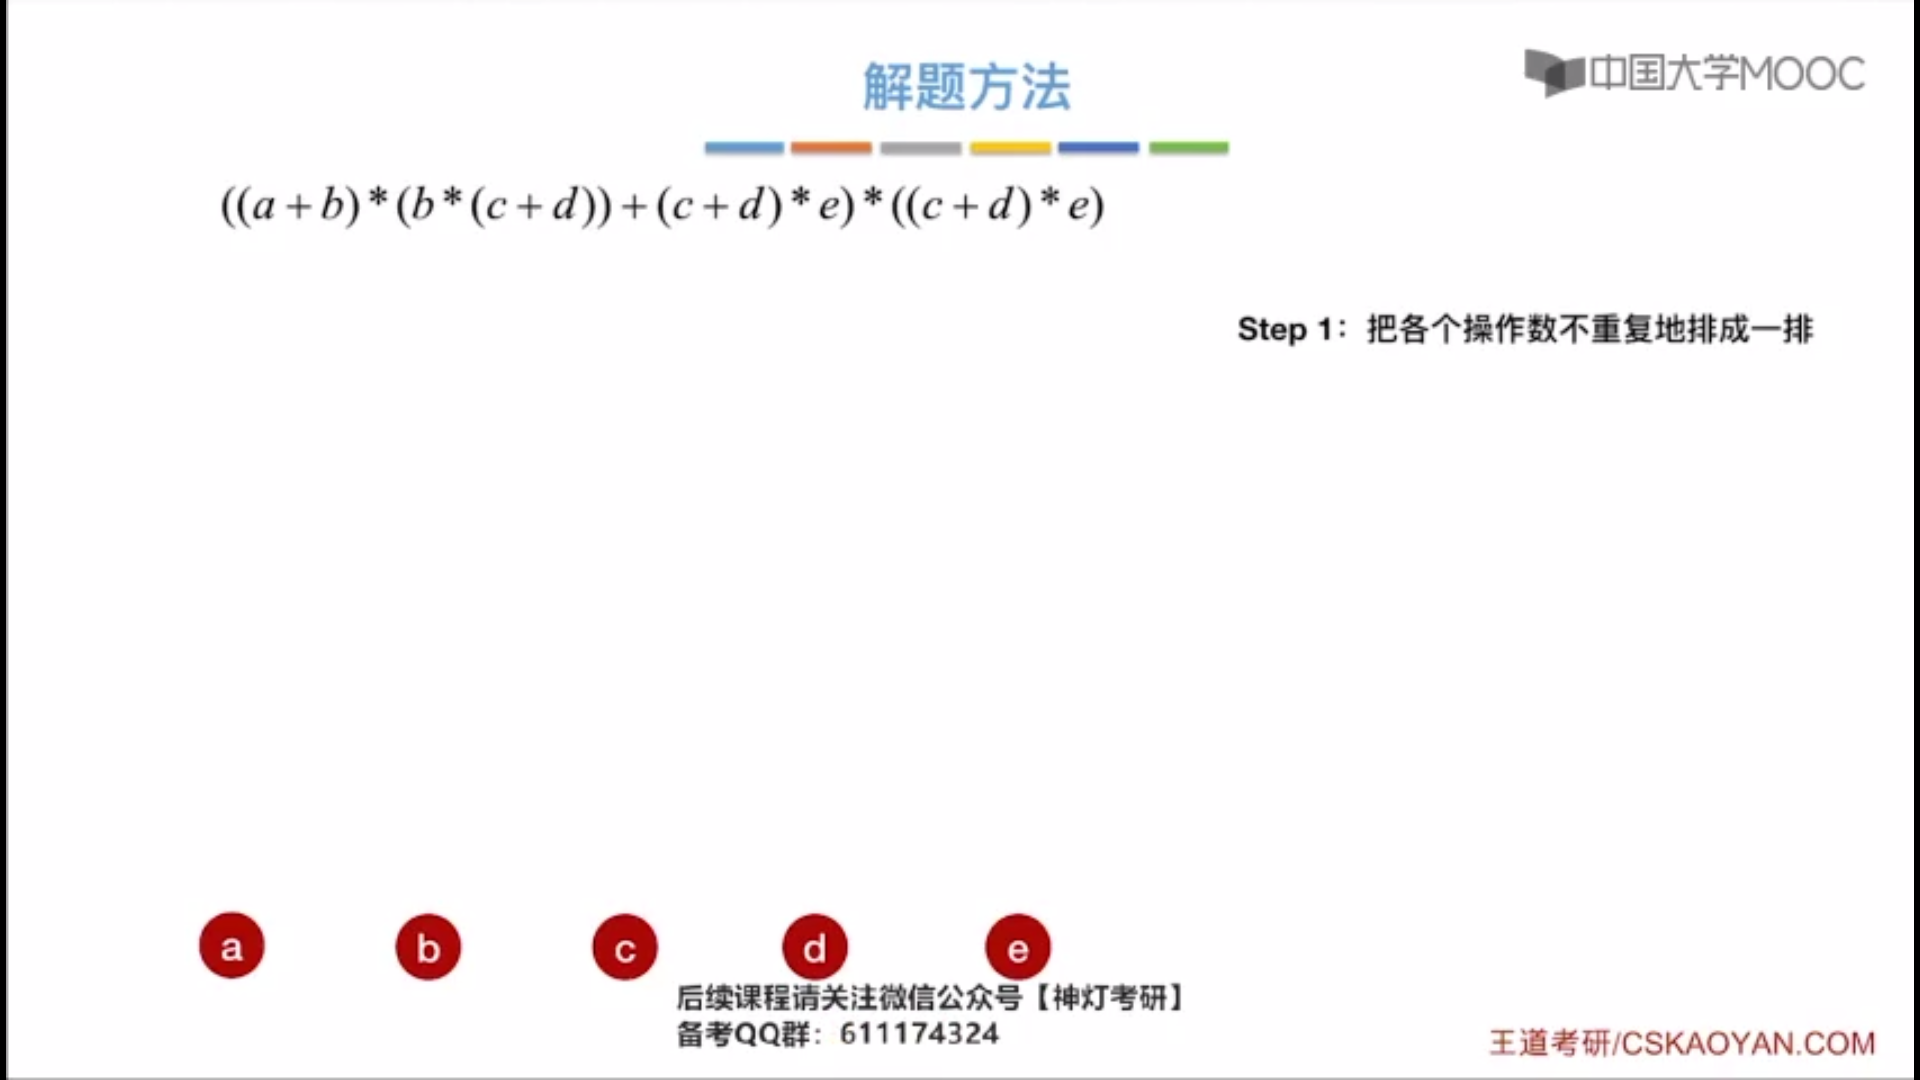 解题方法
中国大学MOOC
((a+b)*(b*(c+d))+(c+d)*e)*((c+d)*e)
Step 1：把各个操作数不重复地排成一排
a b c d e
后续课程请关注微信公众号【神灯考研】
备考QQ群：611174324
王道考研/CSKAOYAN.COM